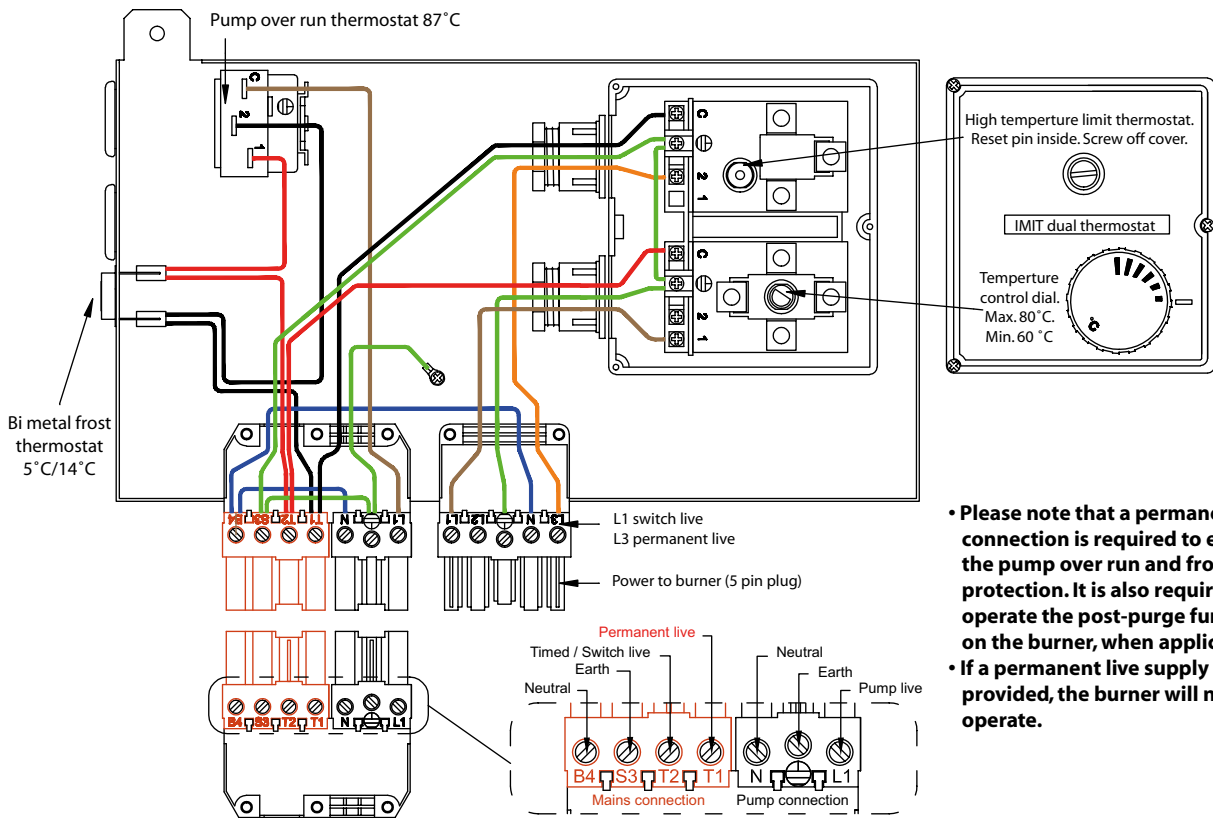 Pump over run thermostat 87˚C
C
2
1
C
2
1
C
2
1
High temperture limit thermostat.
Reset pin inside. Screw off cover.
IMIT dual thermostat
Temperture
control dial.
Max. 80˚C.
Min. 60 ˚C
˚C
Bi metal frost
thermostat
5˚C/14˚C
B4 S3 T2 T1 N L1
L1 L2 N L3
L1 switch live
L3 permanent live
Power to burner (5 pin plug)
• Please note that a permane
connection is required to e
the pump over run and fro
protection. It is also requir
operate the post-purge fur
on the burner, when applic
• If a permanent live supply
provided, the burner will n
operate.
B4 S3 T2 T1 N L1
Permanent live
Timed / Switch live
Earth
Neutral
Neutral
Earth
Pump live
B4 S3 T2 T1 N L1
Mains connection Pump connection